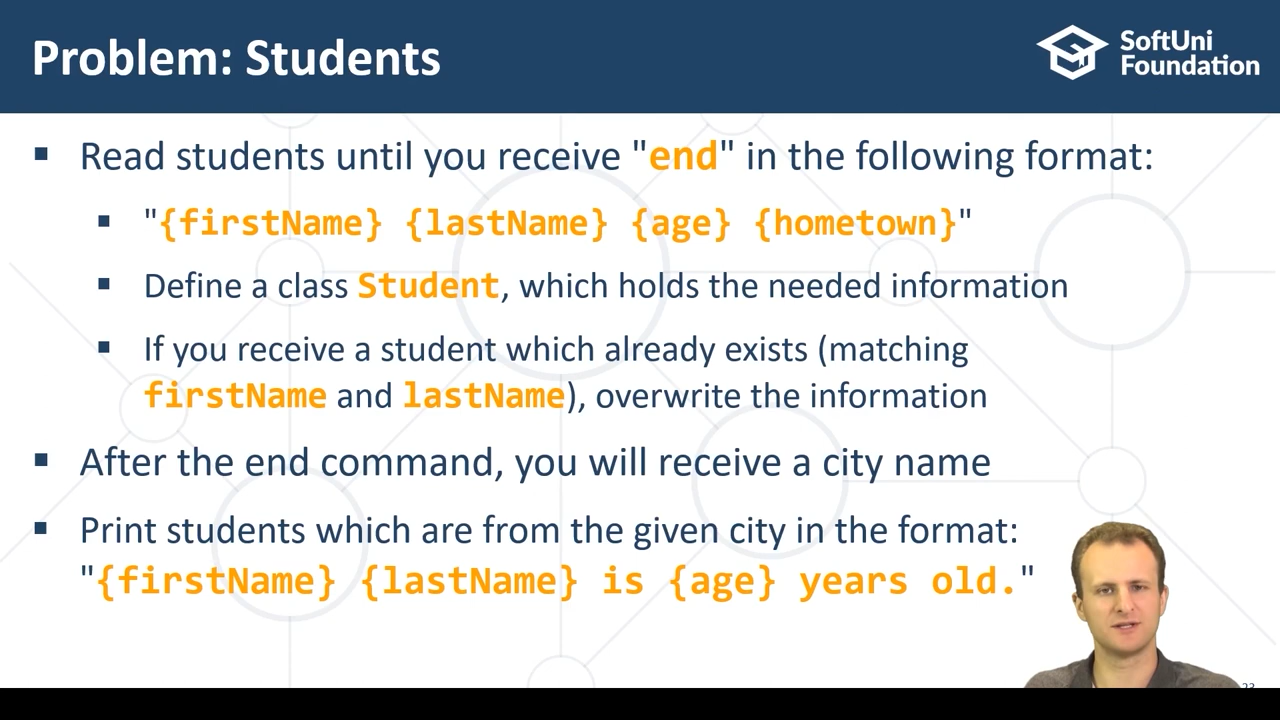 Problem: Students
SoftUni
Foundation
▪ Read students until you receive "end" in the following format:
▪ "{firstName} {lastName} {age} {hometown}"
▪ Define a class Student, which holds the needed information
▪ If you receive a student which already exists (matching
firstName and lastName), overwrite the information
▪ After the end command, you will receive a city name
▪ Print students which are from the given city in the format:
"{firstName} {lastName} is {age} years old."